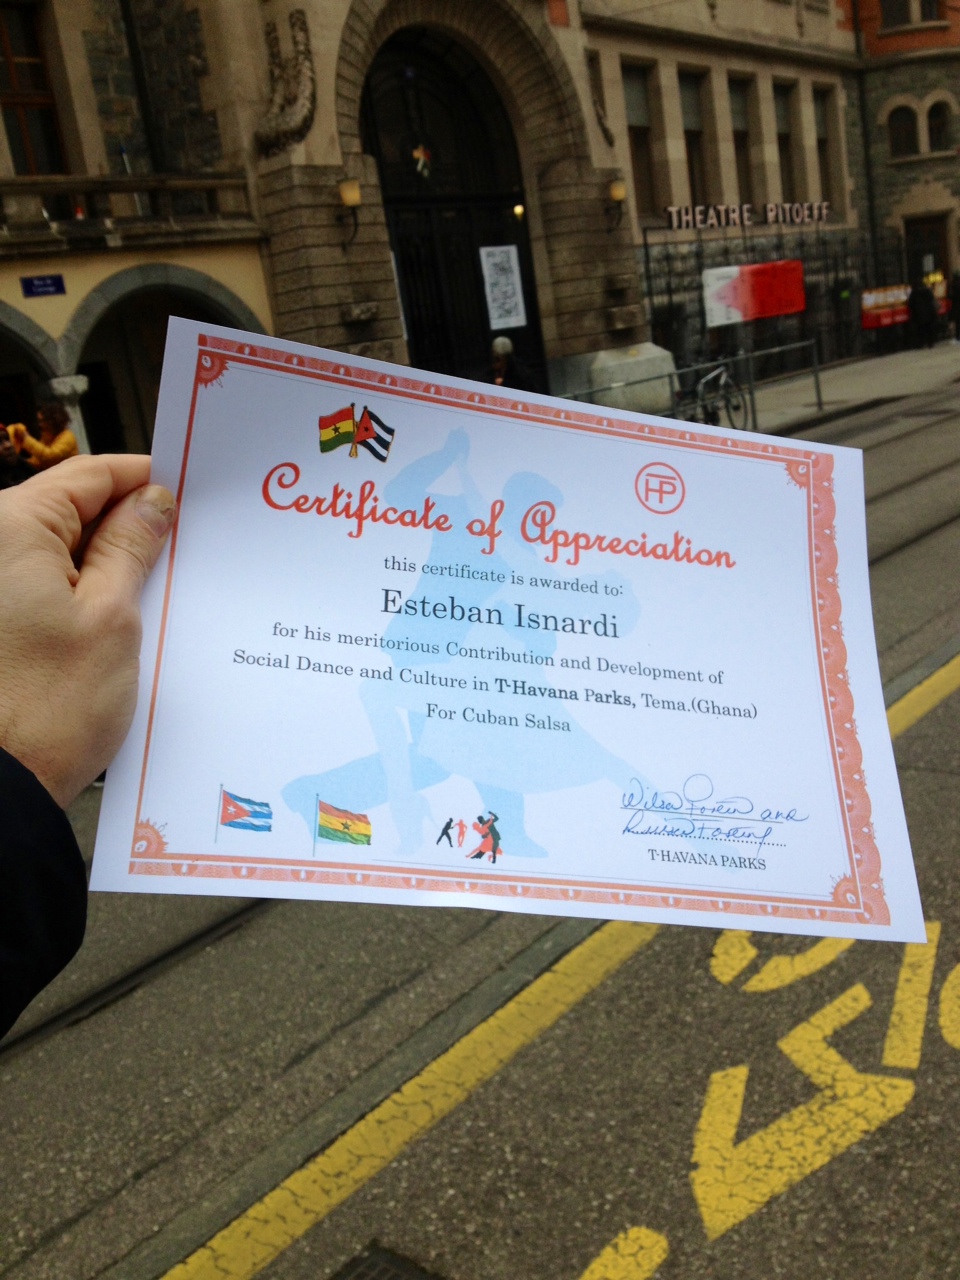 THEATRE PITOEFF
HP
Certificate of Appreciation
this certificate is awarded to:
Esteban Isnardi
for his meritorious Contribution and Development of
Social Dance and Culture in T-Havana Parks, Tema.(Ghana)
For Cuban Salsa
and
T-HAVANA PARKS